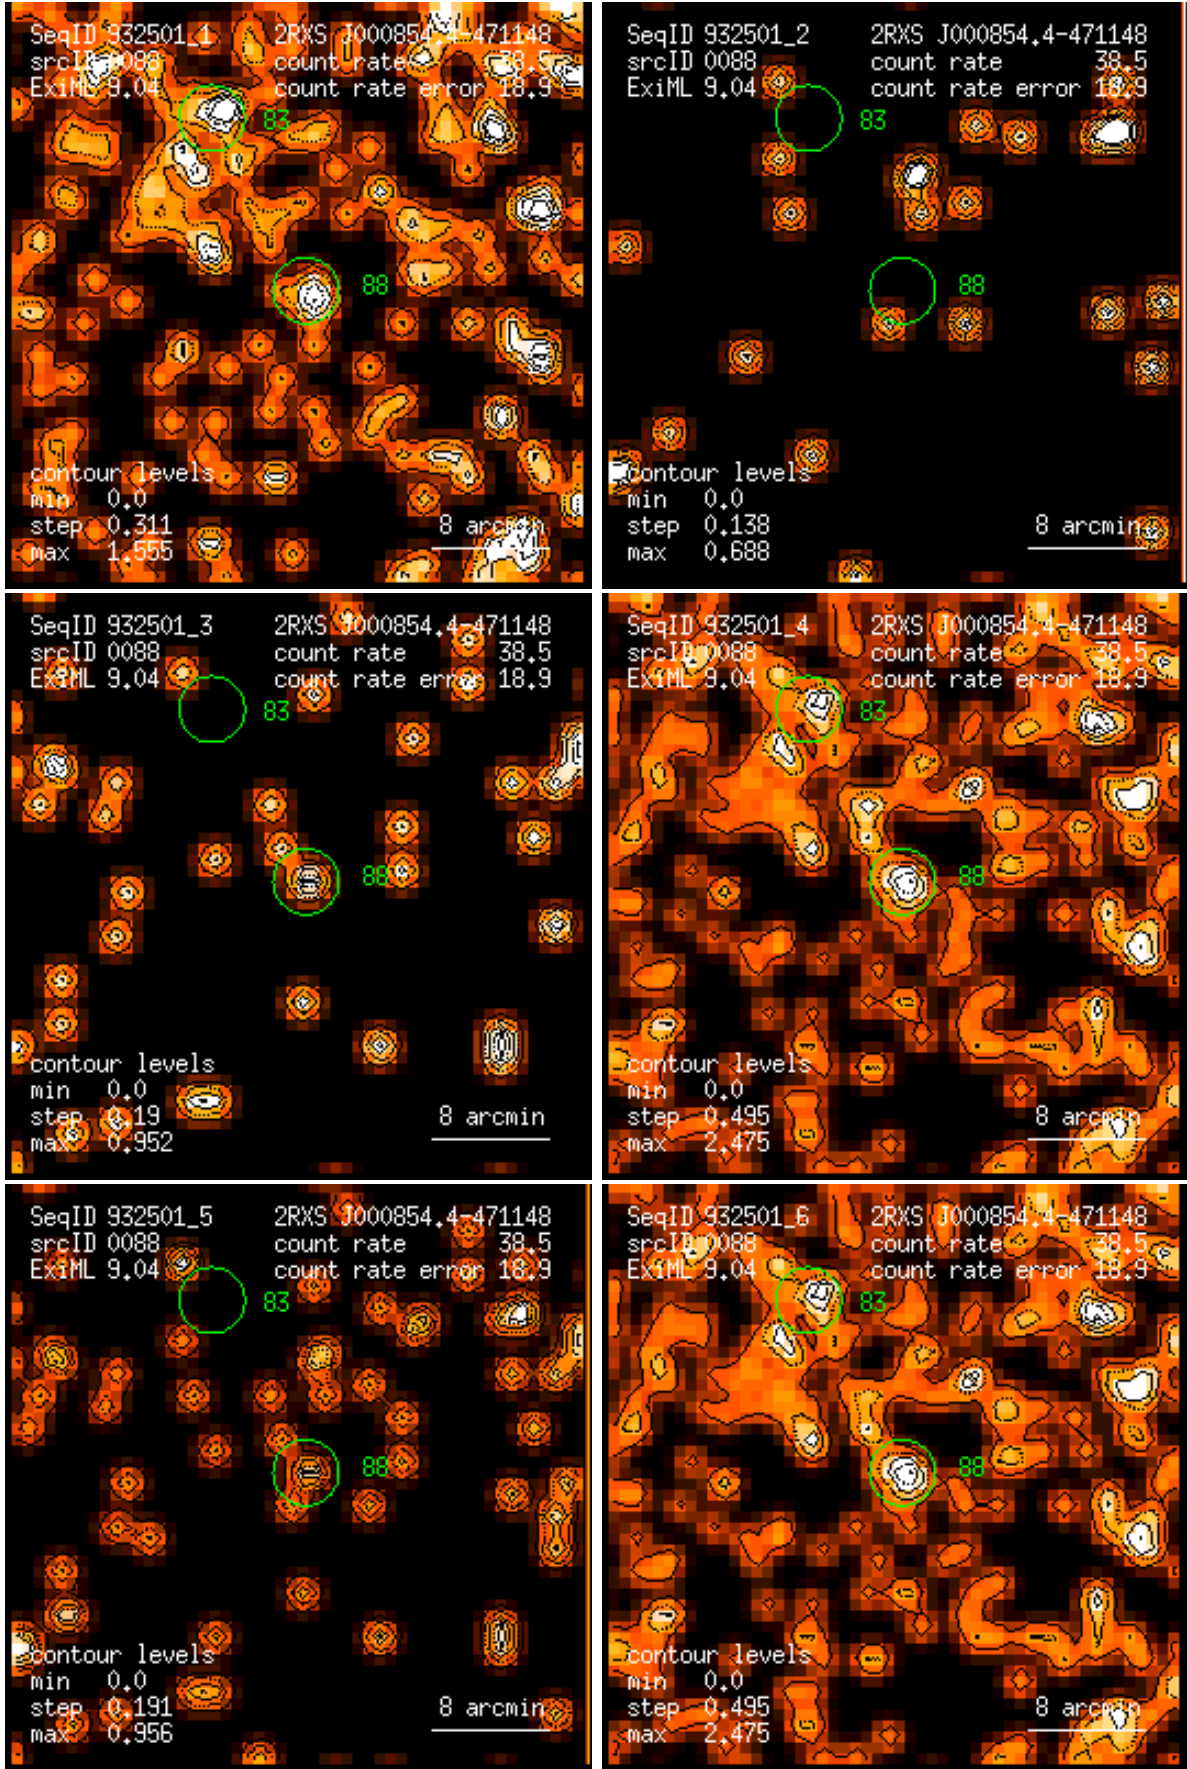 SeqID 932501_1 2RXS J000854.4-471148
srcID 0088 count rate 38.5
ExiML 9.04 count rate error 18.9
83
88
contour levels
min 0.0
step 0.311
max 1.555
8 arcmin
SeqID 932501_2 2RXS J000854.4-471148
srcID 0088 count rate 38.5
ExiML 9.04 count rate error 18.9
83
88
contour levels
min 0.0
step 0.138
max 0.688
8 arcmin
SeqID 932501_3 2RXS J000854.4-471148
srcID 0088 count rate 38.5
ExiML 9.04 count rate error 18.9
83
88
contour levels
min 0.0
step 0.19
max 0.952
8 arcmin
SeqID 932501_4 2RXS J000854.4-471148
srcID 0088 count rate 38.5
ExiML 9.04 count rate error 18.9
83
88
contour levels
min 0.0
step 0.495
max 2.475
8 arcmin
SeqID 932501_5 2RXS J000854.4-471148
srcID 0088 count rate 38.5
ExiML 9.04 count rate error 18.9
83
88
contour levels
min 0.0
step 0.191
max 0.956
8 arcmin
SeqID 932501_6 2RXS J000854.4-471148
srcID 0088 count rate 38.5
ExiML 9.04 count rate error 18.9
83
88
contour levels
min 0.0
step 0.495
max 2.475
8 arcmin